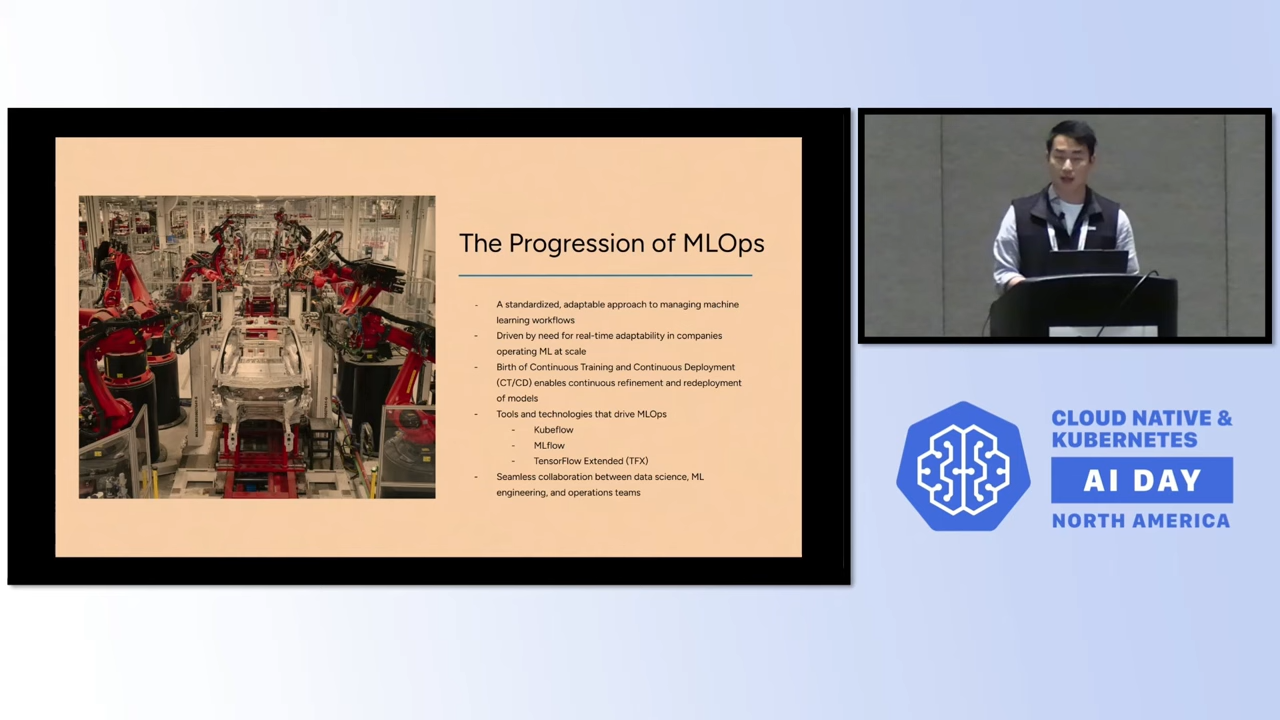 The Progression of MLOps
- A standardized, adaptable approach to managing machine
learning workflows
- Driven by need for real-time adaptability in companies
operating ML at scale
- Birth of Continuous Training and Continuous Deployment
(CT/CD) enables continuous refinement and redeployment
of models
- Tools and technologies that drive MLOps
- Kubeflow
- MLflow
- TensorFlow Extended (TFX)
- Seamless collaboration between data science, ML
engineering, and operations teams
CLOUD NATIVE &
KUBERNETES
AI DAY
NORTH AMERICA